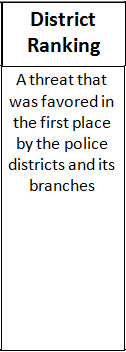 District
Ranking
A threat that
was favored in
the first place
by the police
districts and its
branches